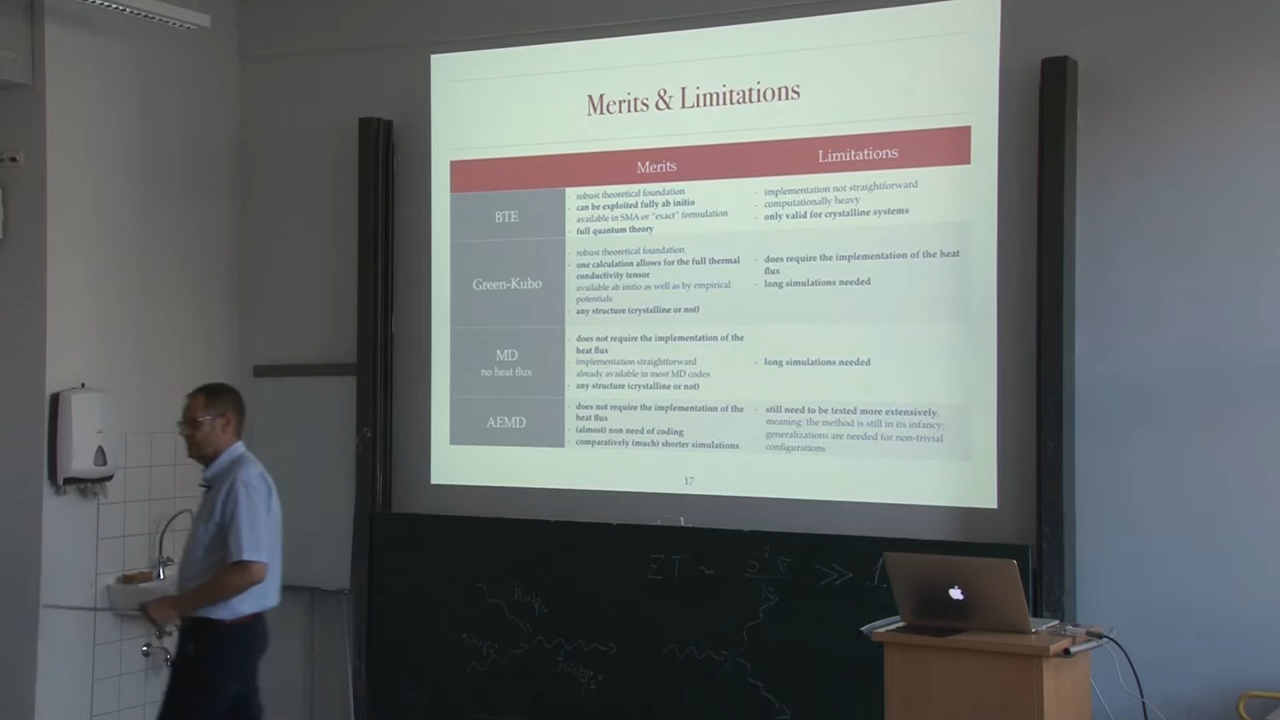 Merits & Limitations
Merits
Limitations
BTE
- robust theoretical foundation
- can be exploited fully ab initio
- available in SMA or "exact" formulation
- full quantum theory
- implementation not straightforward
- computationally heavy
- only valid for crystalline systems
Green-Kubo
- robust theoretical foundation
- one calculation allows for the full thermal
conductivity tensor
- available ab initio as well as by empirical
potentials
- any structure (crystalline or not)
- does require the implementation of the heat
flux
- long simulations needed
MD
no heat flux
- does not require the implementation of the
heat flux
- implementation straightforward
already available in most MD codes
- any structure (crystalline or not)
- long simulations needed
AEMD
- does not require the implementation of the
heat flux
- (almost) non need of coding
- comparatively (much) shorter simulations
- still need to be tested more extensively,
meaning: the method is still in its infancy;
generalizations are needed for non-trivial
configurations
17
ZT ~ S²σ / κ >> 1